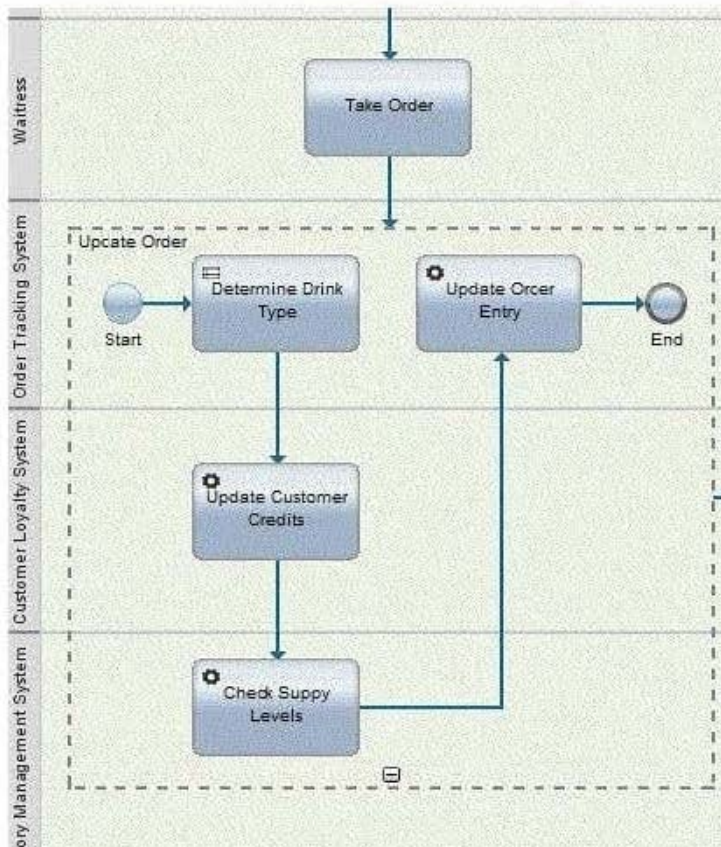 Waitress
Take Order
Order Tracking System
Upcate Order
Start
Determine Drink
Type
Update Orcer
Entry
End
Customer Loyalty System
Update Customer
Credits
ory Management System
Check Suppy
Levels